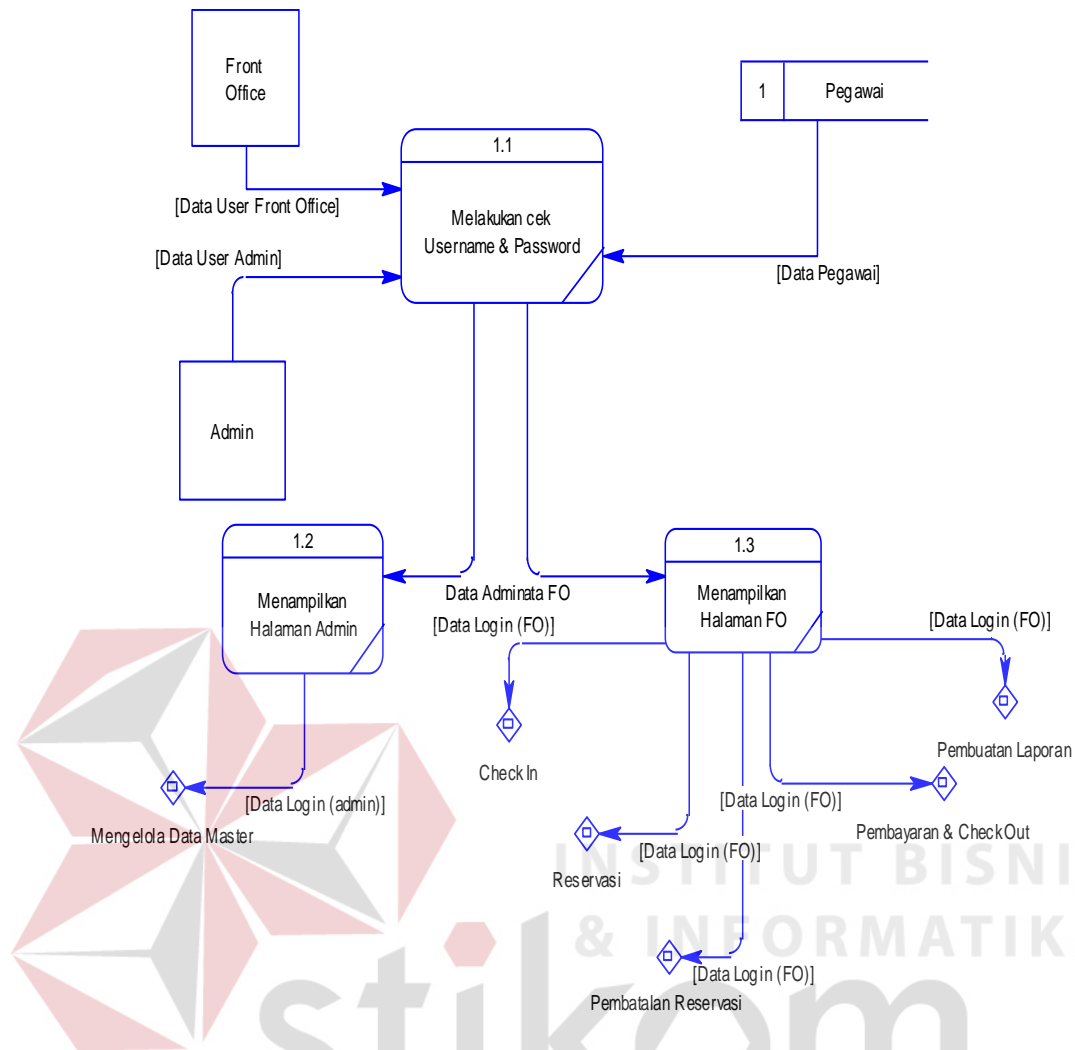 Front
Office
1
Pegawai
1.1
Melakukan cek
Username & Password
[Data User Front Office]
[Data User Admin]
[Data Pegawai]
Admin
1.2
Menampilkan
Halaman Admin
1.3
Menampilkan
Halaman FO
Data Adminata FO
[Data Login (FO)]
[Data Login (FO)]
Check In
Pembuatan Laporan
[Data Login (admin)]
Mengelola Data Master
[Data Login (FO)]
Pembayaran & CheckOut
[Data Login (FO)]
Reservasi
[Data Login (FO)]
Pembatalan Reservasi
INSTITUT BISNI
& INFORMATIK
stikom